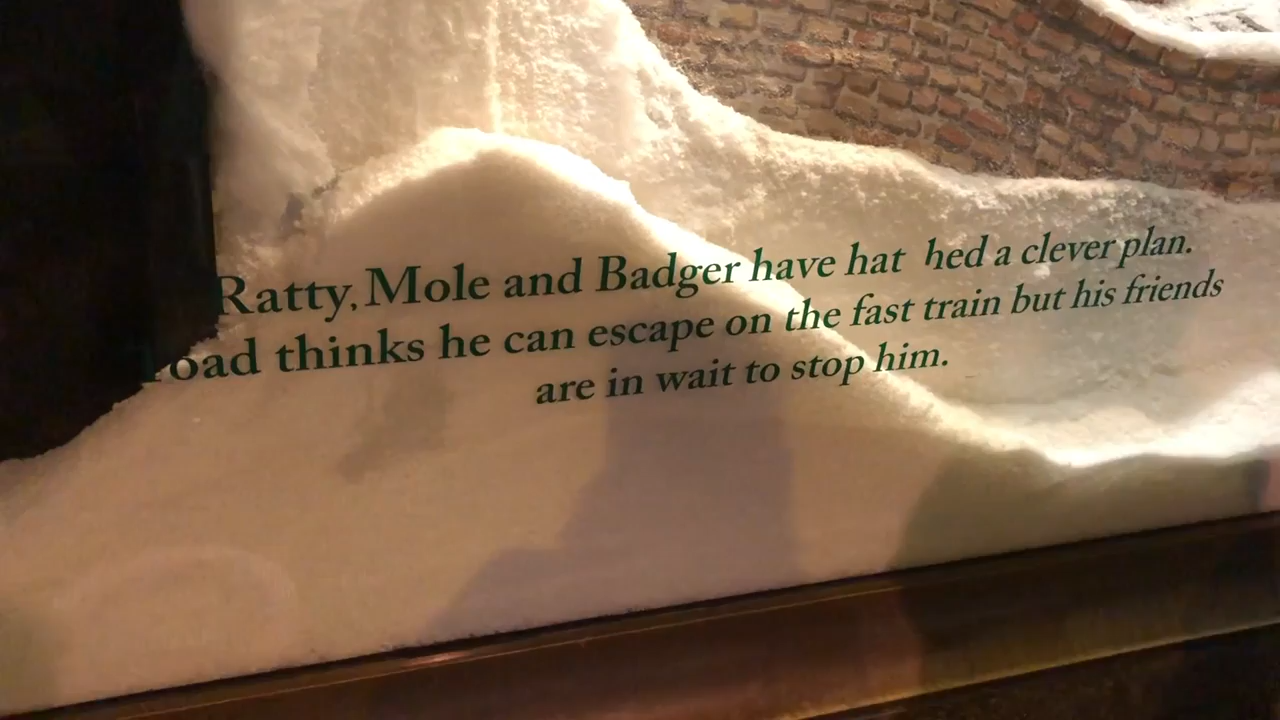 Ratty, Mole and Badger have hat hed a clever plan.
Toad thinks he can escape on the fast train but his friends
are in wait to stop him.